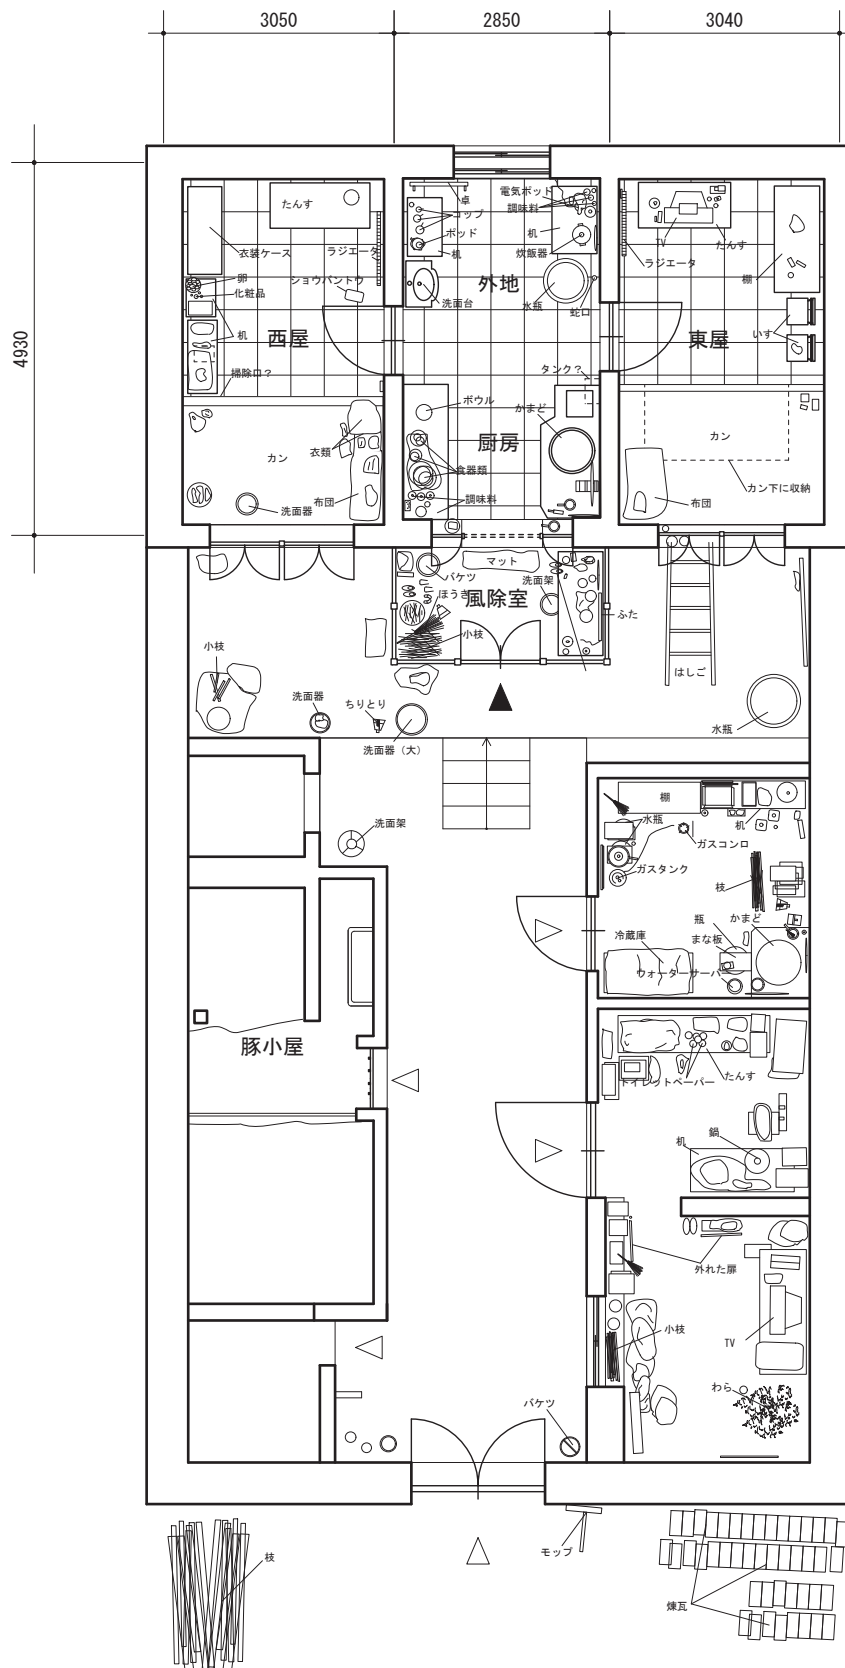 3050
2850
3040
4930
たんす
衣装ケース
ラジエータ
卵
化粧品
ショウバントウ
机
西屋
掃除口?
カン
衣類
布団
洗面器
卓
コップ
ポッド
机
洗面台
電気ポット
調味料
机
炊飯器
外地
水瓶
蛇口
タンク?
ボウル
かまど
厨房
食器類
調味料
TV
たんす
ラジエータ
棚
いす
東屋
カン
カン下に収納
布団
マット
バケツ
洗面架
ほうき
風除室
ふた
小枝
小枝
洗面器
ちりとり
洗面器(大)
はしご
水瓶
洗面架
棚
水瓶
机
ガスコンロ
ガスタンク
枝
瓶
かまど
冷蔵庫
まな板
ウォーターサーバー
豚小屋
トイレットペーパー
たんす
鍋
机
外れた扉
小枝
TV
わら
バケツ
モップ
枝
煉瓦